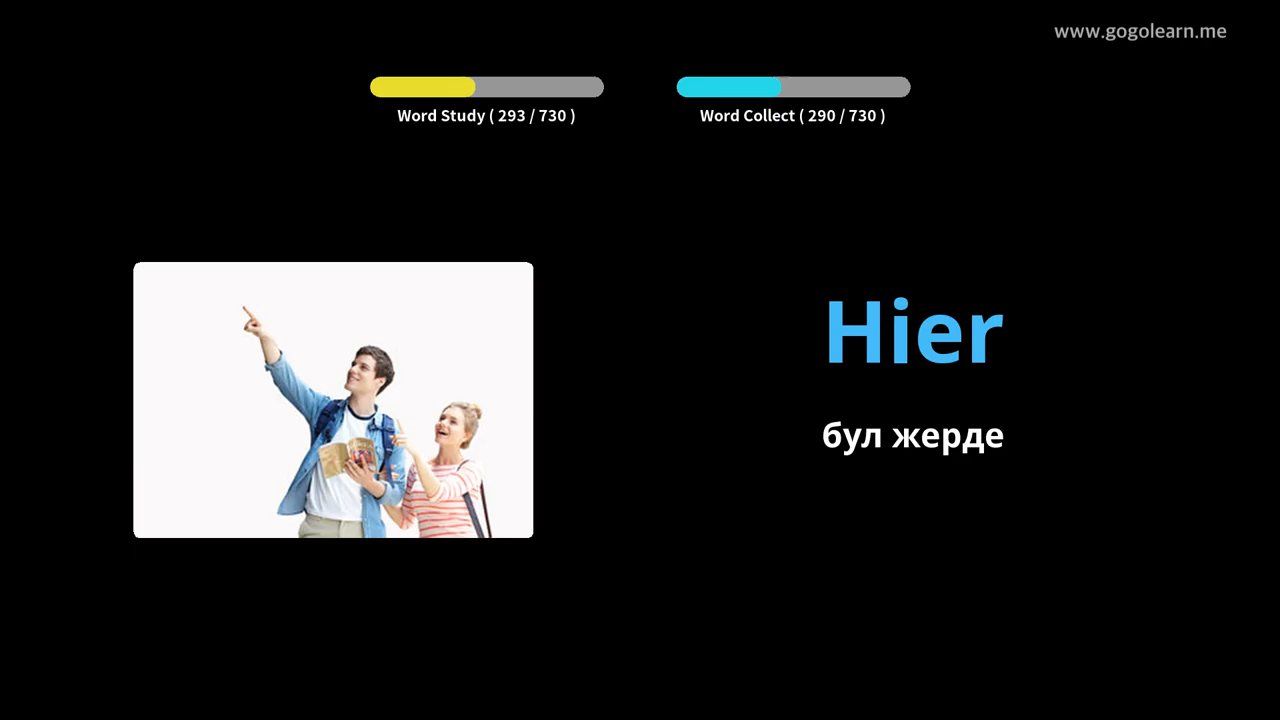 www.gogolearn.me
Word Study ( 293 / 730 )
Word Collect ( 290 / 730 )
Hier
бул жерде